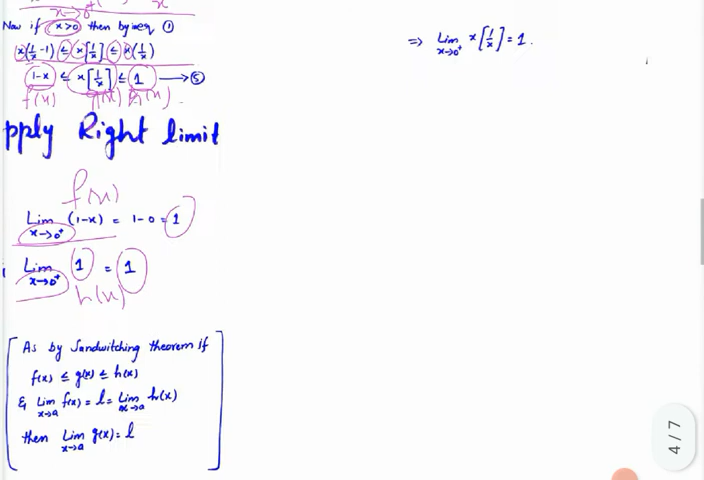 x→0
Now if x>0 then by ineq ①
x(1/x -1) ≤ x[1/x] ≤ x(1/x)
1-x ≤ x[1/x] ≤ 1 → ⑤
f(x) g(x) h(x)
pply Right limit
f(x)
Lim x→0⁺ (1-x) = 1-0 = 1
Lim x→0⁺ 1 = 1
h(x)
As by Sandwitching theorem if
f(x) ≤ g(x) ≤ h(x)
& Lim x→a f(x) = l = Lim x→a h(x)
then Lim x→a g(x) = l
⇒ Lim x→0⁺ x[1/x] = 1.
4/7